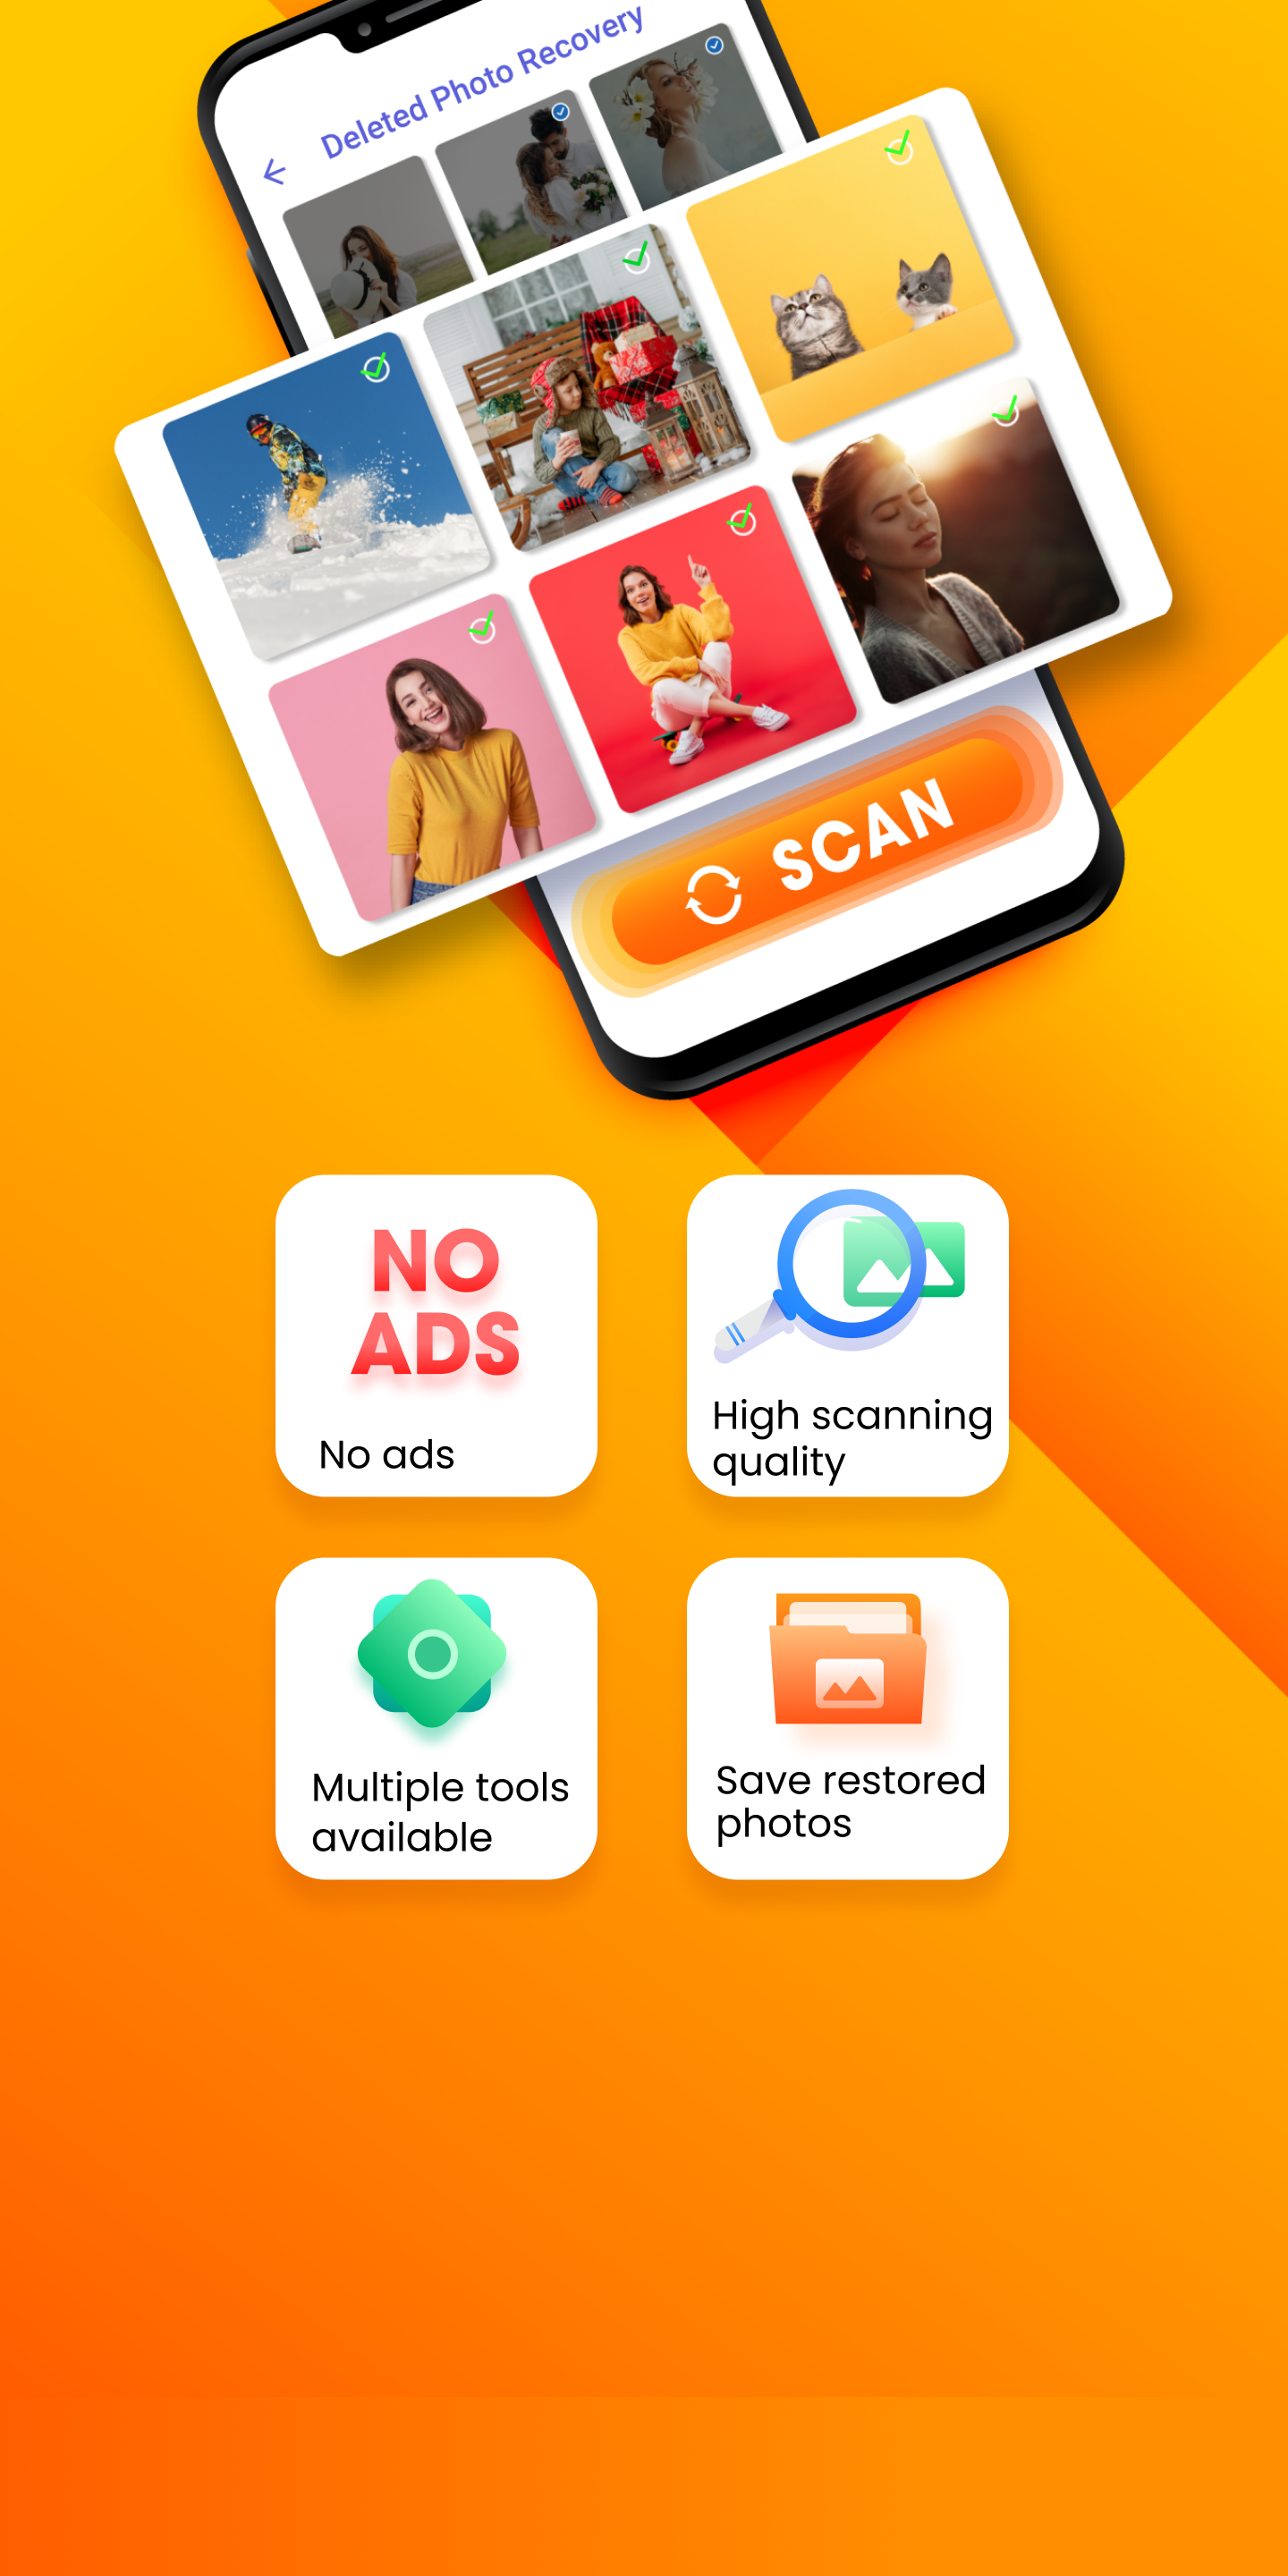 Deleted Photo Recovery
SCAN
NO
ADS
No ads
High scanning
quality
Multiple tools
available
Save restored
photos